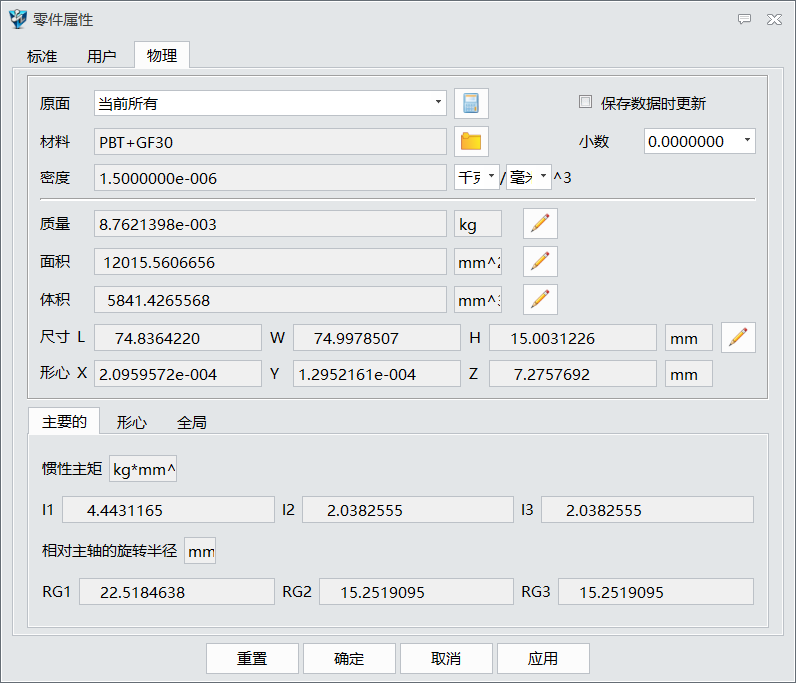 零件属性
标准 用户 物理
原面 当前所有 保存数据时更新
材料 PBT+GF30 小数 0.0000000
密度 1.5000000e-006 千克 / 毫米 ^3
质量 8.7621398e-003 kg
面积 12015.5606656 mm^2
体积 5841.4265568 mm^3
尺寸 L 74.8364220 W 74.9978507 H 15.0031226 mm
形心 X 2.0959572e-004 Y 1.2952161e-004 Z 7.2757692 mm
主要的 形心 全局
惯性主矩 kg*mm^
I1 4.4431165 I2 2.0382555 I3 2.0382555
相对主轴的旋转半径 mm
RG1 22.5184638 RG2 15.2519095 RG3 15.2519095
重置 确定 取消 应用